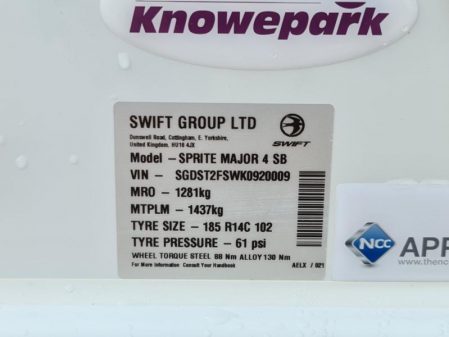 Knowepark
SWIFT GROUP LTD
Dunswell Road, Cottingham, E. Yorkshire,
United Kingdom, HU16 4JX
SWIFT
Model - SPRITE MAJOR 4 SB
VIN - SGDST2FSWK0920009
MRO - 1281kg
MTPLM - 1437kg
TYRE SIZE - 185 R14C 102
TYRE PRESSURE - 61 psi
WHEEL TORQUE STEEL 88 Nm ALLOY 130 Nm
For More Information Consult Your Handbook
AELX / 021
NCC
APP
www.thenc